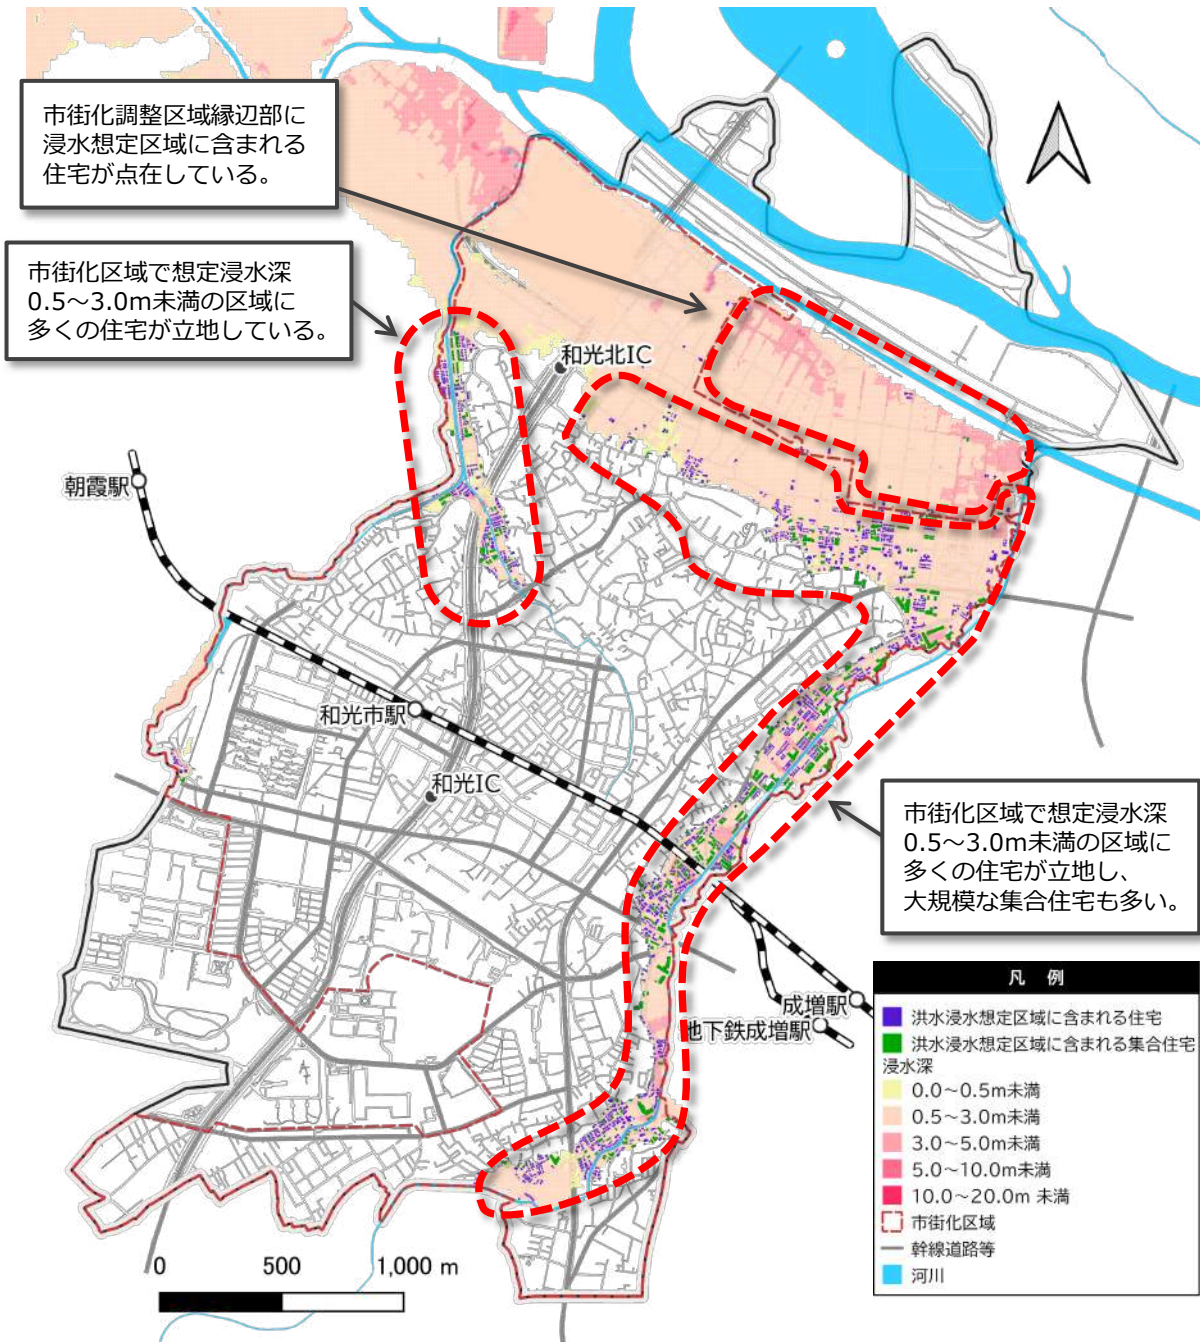 市街化調整区域縁辺部に
浸水想定区域に含まれる
住宅が点在している。
市街化区域で想定浸水深
0.5～3.0m未満の区域に
多くの住宅が立地している。
和光北IC
朝霞駅
和光市駅
和光IC
市街化区域で想定浸水深
0.5～3.0m未満の区域に
多くの住宅が立地し、
大規模な集合住宅も多い。
成増駅
地下鉄成増駅
凡 例
洪水浸水想定区域に含まれる住宅
洪水浸水想定区域に含まれる集合住宅
浸水深
0.0～0.5m未満
0.5～3.0m未満
3.0～5.0m未満
5.0～10.0m未満
10.0～20.0m 未満
市街化区域
幹線道路等
河川
0 500 1,000 m